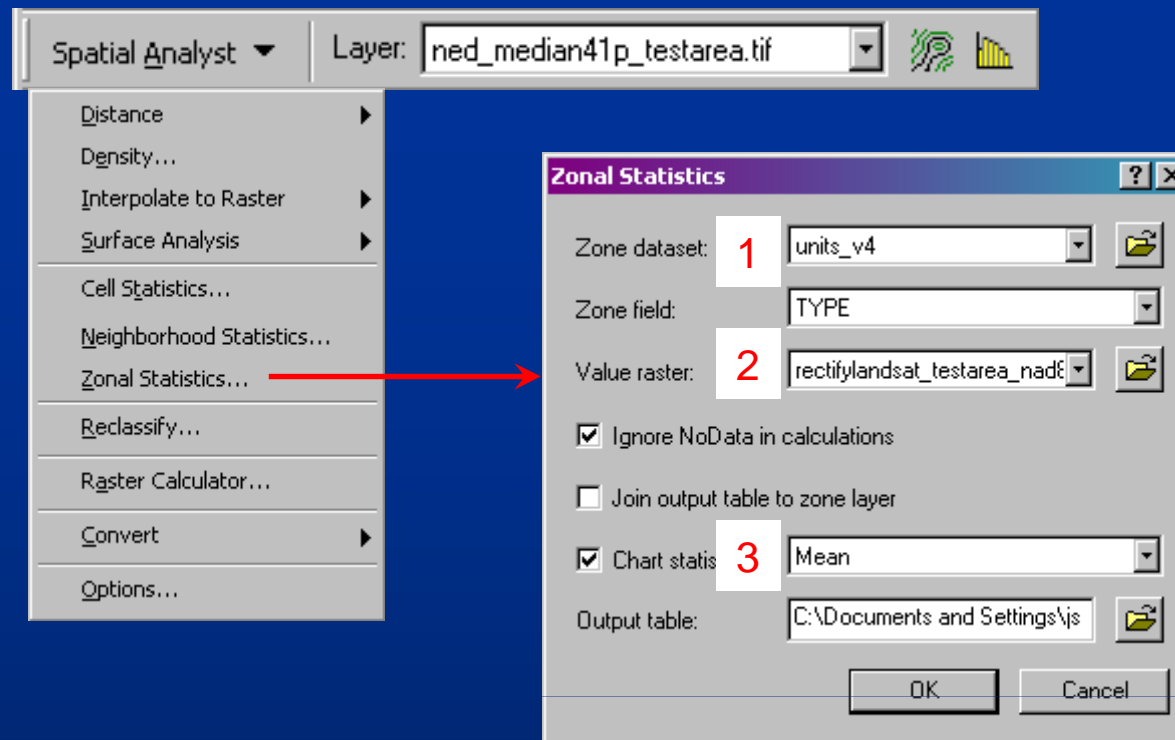 Spatial Analyst Layer: ned_median41p_testarea.tif
Distance
Density...
Interpolate to Raster
Surface Analysis
Cell Statistics...
Neighborhood Statistics...
Zonal Statistics...
Reclassify...
Raster Calculator...
Convert
Options...
Zonal Statistics ? X
Zone dataset: 1 units_v4
Zone field: TYPE
Value raster: 2 rectifylandsat_testarea_nad8
Ignore NoData in calculations
Join output table to zone layer
Chart statis 3 Mean
Output table: C:\Documents and Settings\js
OK Cancel